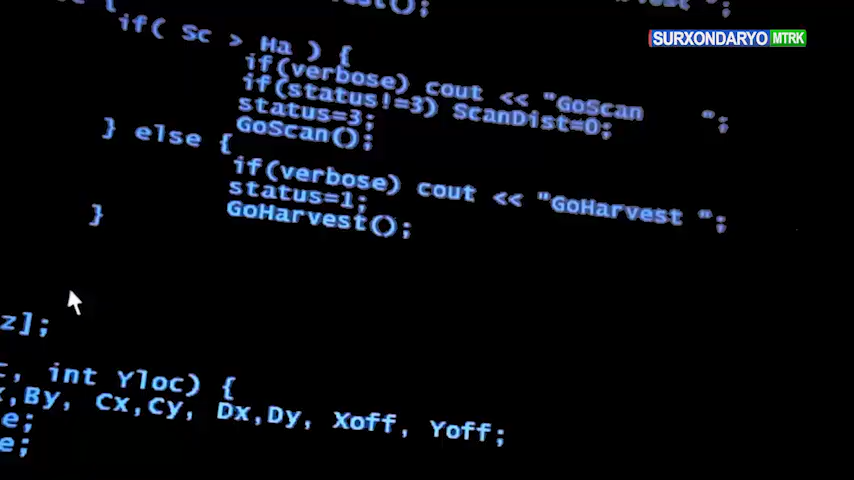 SURXONDARYO MTRK
if( Sc > Ha ) {
if(verbose) cout << "GoScan ";
if(status!=3) ScanDist=0;
status=3;
GoScan();
} else {
if(verbose) cout << "GoHarvest ";
status=1;
GoHarvest();
}
z];
, int Yloc) {
,By, Cx,Cy, Dx,Dy, Xoff, Yoff;
e;
e;